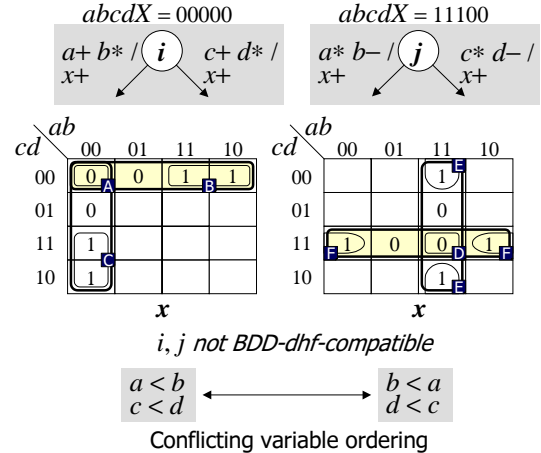 abcdX = 00000
abcdX = 11100
a+ b* / i c+ d* /
x+ x+
a* b− / j c* d− /
x+ x+
ab
cd 00 01 11 10
00 0 0 1 1
A B
01 0
11 1
C
10 1
x
ab
cd 00 01 11 10
00 1
E
01 0
11 1 0 0 1
F D F
10 1
E
x
i, j not BDD-dhf-compatible
a < b
c < d
b < a
d < c
Conflicting variable ordering